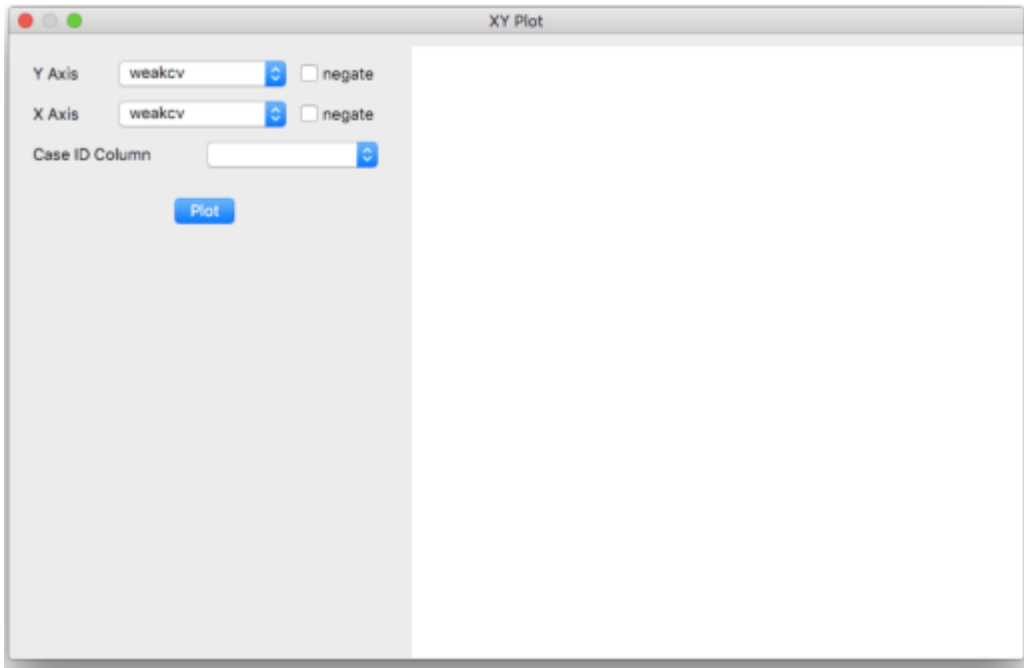 XY Plot
Y Axis weakcv negate
X Axis weakcv negate
Case ID Column
Plot